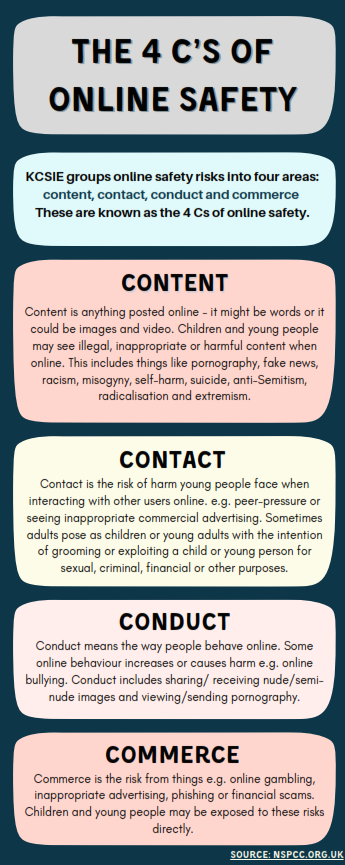 THE 4 C'S OF
ONLINE SAFETY
KCSIE groups online safety risks into four areas:
content, contact, conduct and commerce
These are known as the 4 Cs of online safety.
CONTENT
Content is anything posted online - it might be words or it
could be images and video. Children and young people
may see illegal, inappropriate or harmful content when
online. This includes things like pornography, fake news,
racism, misogyny, self-harm, suicide, anti-Semitism,
radicalisation and extremism.
CONTACT
Contact is the risk of harm young people face when
interacting with other users online. e.g. peer-pressure or
seeing inappropriate commercial advertising. Sometimes
adults pose as children or young adults with the intention
of grooming or exploiting a child or young person for
sexual, criminal, financial or other purposes.
CONDUCT
Conduct means the way people behave online. Some
online behaviour increases or causes harm e.g. online
bullying. Conduct includes sharing/ receiving nude/semi-
nude images and viewing/sending pornography.
COMMERCE
Commerce is the risk from things e.g. online gambling,
inappropriate advertising, phishing or financial scams.
Children and young people may be exposed to these risks
directly.
SOURCE: NSPCC.ORG.UK